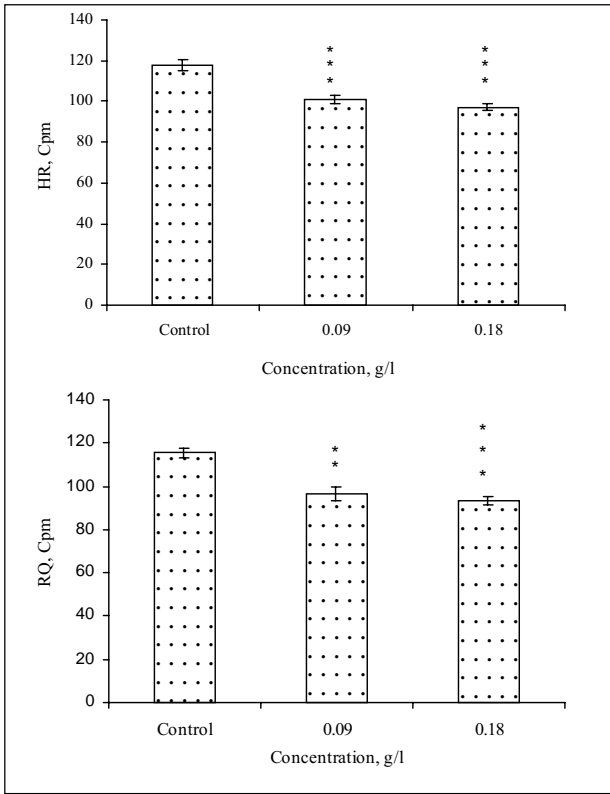 140
120
100
80
60
40
20
0
HR, Cpm
* * *
* * *
Control 0.09 0.18
Concentration, g/l
140
120
100
80
60
40
20
0
RQ, Cpm
* *
* * *
Control 0.09 0.18
Concentration, g/l